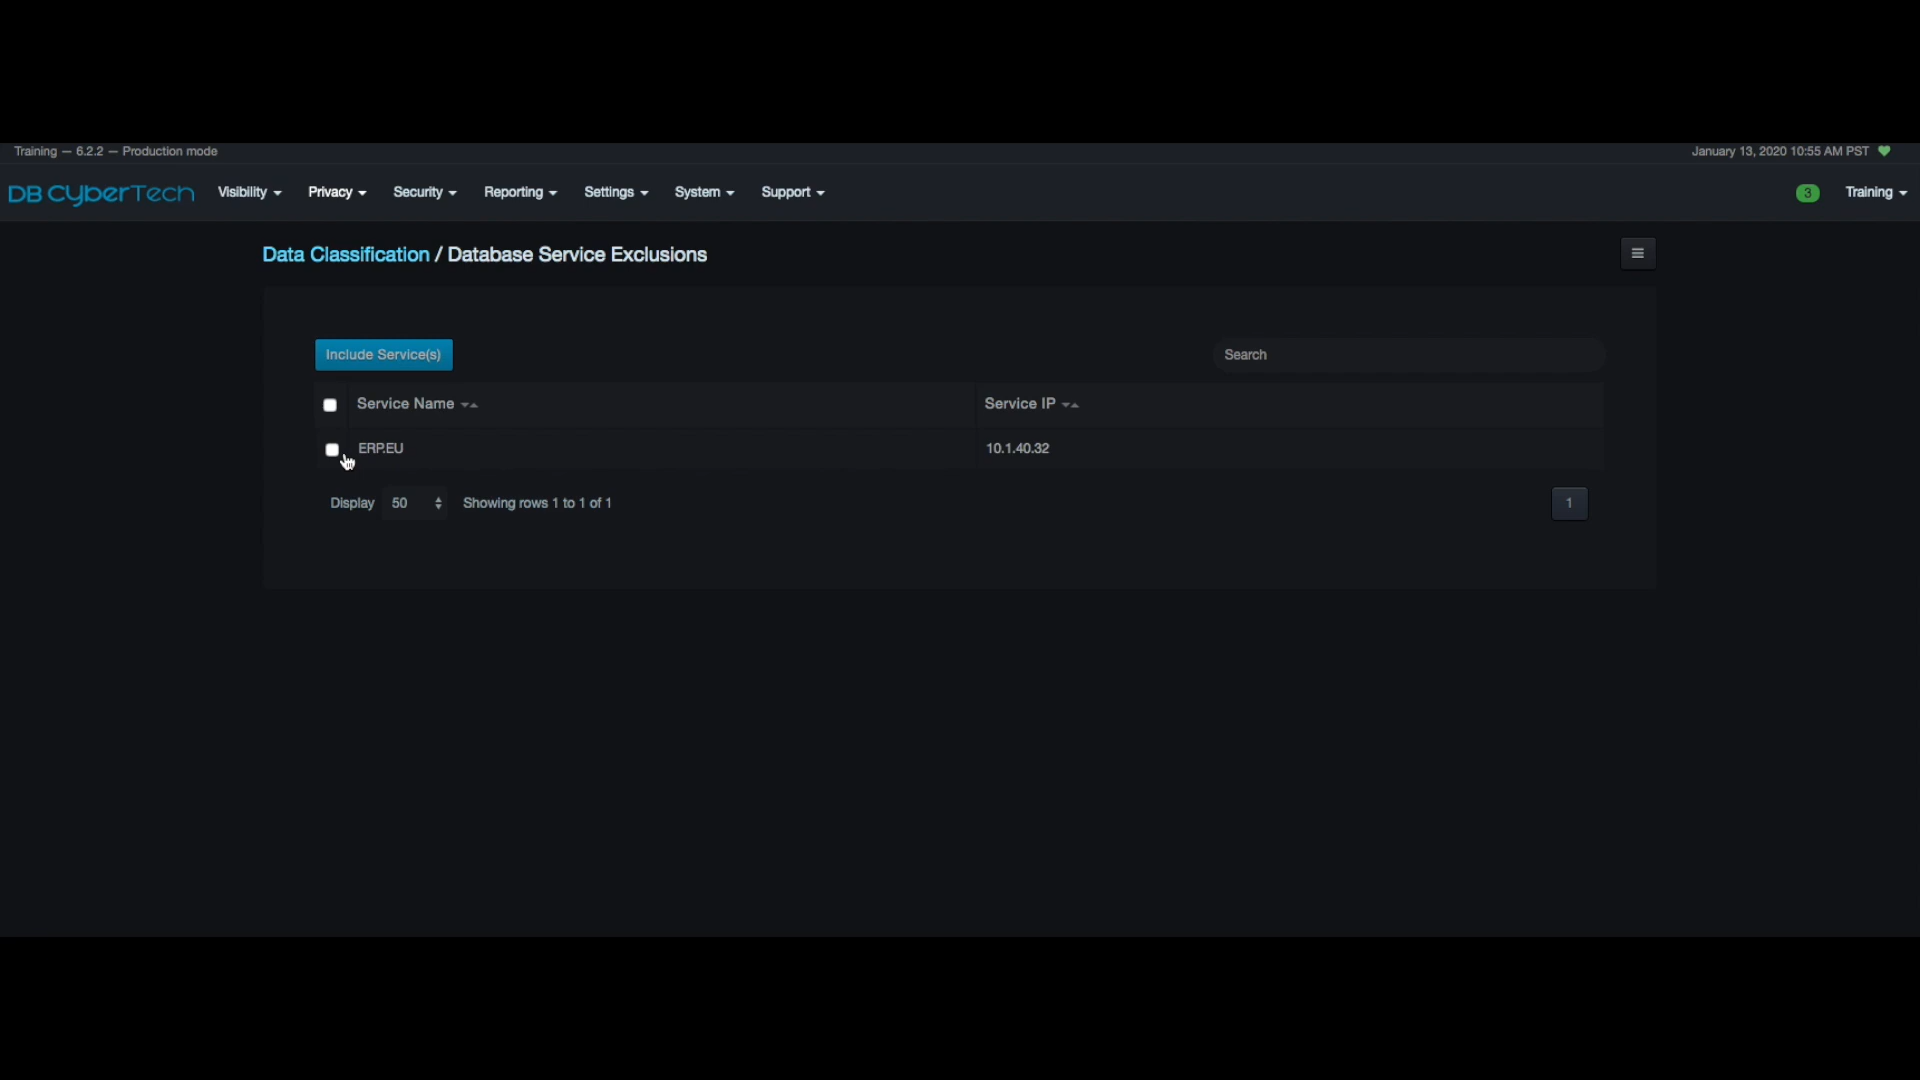 Training — 6.2.2 — Production mode
January 13, 2020 10:55 AM PST
DB CyberTech
Visibility Privacy Security Reporting Settings System Support
3
Training
Data Classification / Database Service Exclusions
Include Service(s)
Search
Service Name
Service IP
ERP.EU
10.1.40.32
Display 50 Showing rows 1 to 1 of 1
1